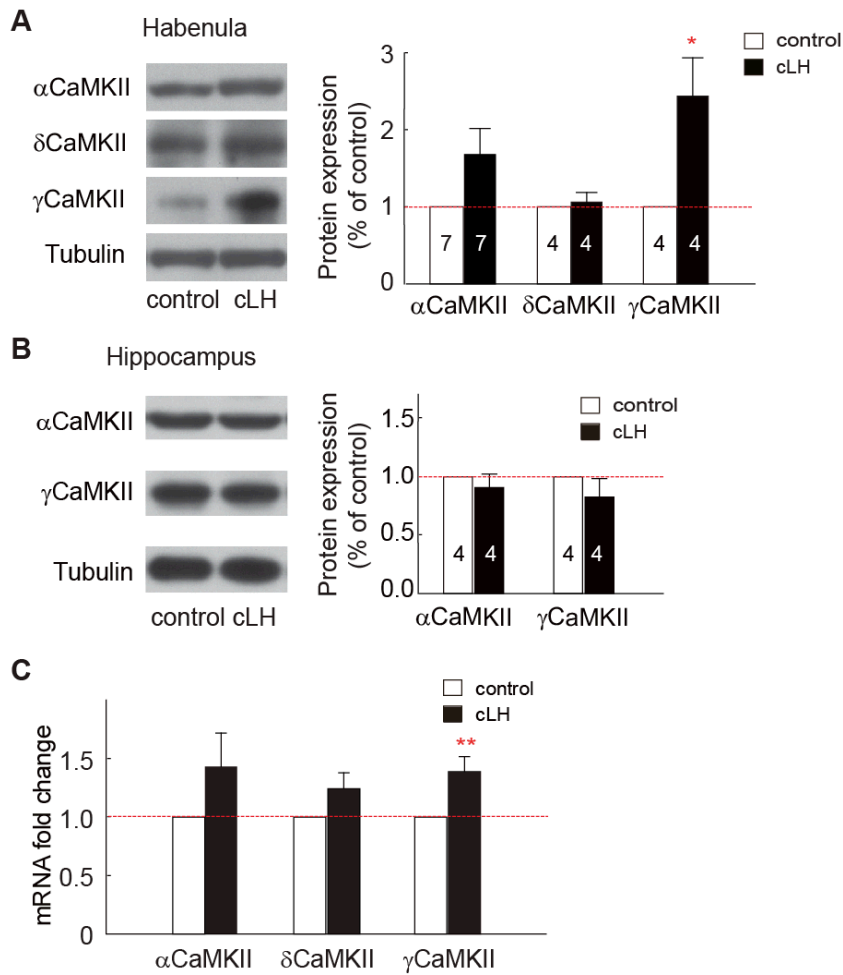 A
Habenula
αCaMKII
δCaMKII
γCaMKII
Tubulin
control cLH
Protein expression
(% of control)
3
2
1
0
*
control
cLH
7 7 4 4 4 4
αCaMKII δCaMKII γCaMKII
B
Hippocampus
αCaMKII
γCaMKII
Tubulin
control cLH
Protein expression
(% of control)
1.5
1.0
0.5
0.0
control
cLH
4 4 4 4
αCaMKII γCaMKII
C
control
cLH
**
mRNA fold change
1.5
1.0
0.5
0
αCaMKII δCaMKII γCaMKII